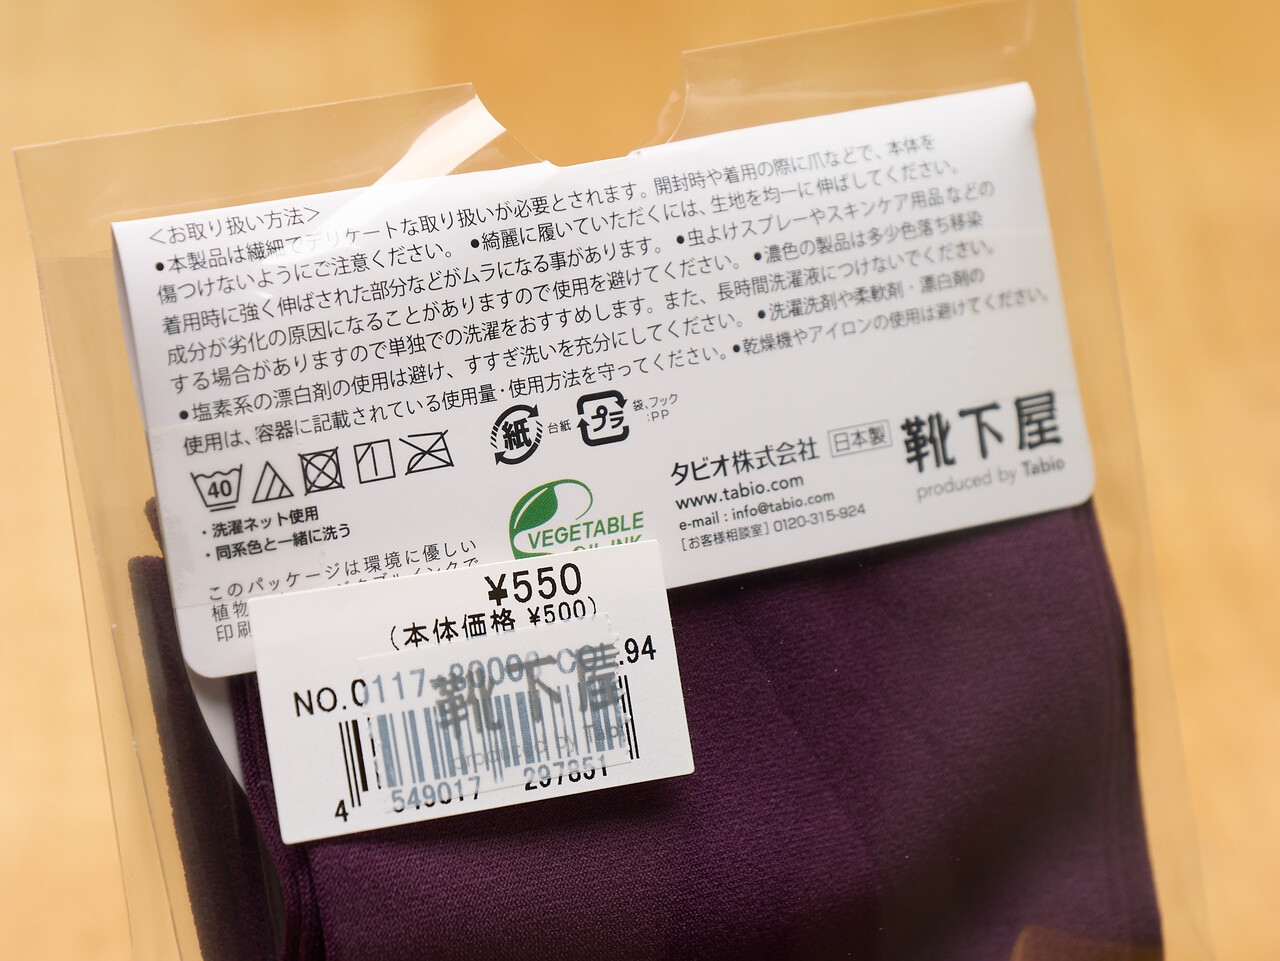 ＜お取り扱い方法＞
●本製品は繊細でデリケートな取り扱いが必要とされます。開封時や着用の際に爪などで、本体を
傷つけないようにご注意ください。 ●綺麗に履いていただくには、生地を均一に伸ばしてください。
着用時に強く伸ばされた部分などがムラになる事があります。 ●虫よけスプレーやスキンケア用品などの
成分が劣化の原因になることがありますので使用を避けてください。 ●濃色の製品は多少色落ち移染
する場合がありますので単独での洗濯をおすすめします。また、長時間洗濯液につけないでください。
●塩素系の漂白剤の使用は避け、すすぎ洗いを充分にしてください。 ●洗濯洗剤や柔軟剤・漂白剤の
使用は、容器に記載されている使用量・使用方法を守ってください。●乾燥機やアイロンの使用は避けてください。
40
・洗濯ネット使用
・同系色と一緒に洗う
紙 台紙
プラ 袋、フック
:PP
VEGETABLE
OIL INK
タビオ株式会社 日本製
www.tabio.com
e-mail : info@tabio.com
[お客様相談室] 0120-315-924
靴下屋
produced by Tabio
このパッケージは環境に優しい
植物
印刷
¥550
(本体価格 ¥500)
NO.0117-80000 COL.94
靴下屋
produced by Tabio
4 549017 297851